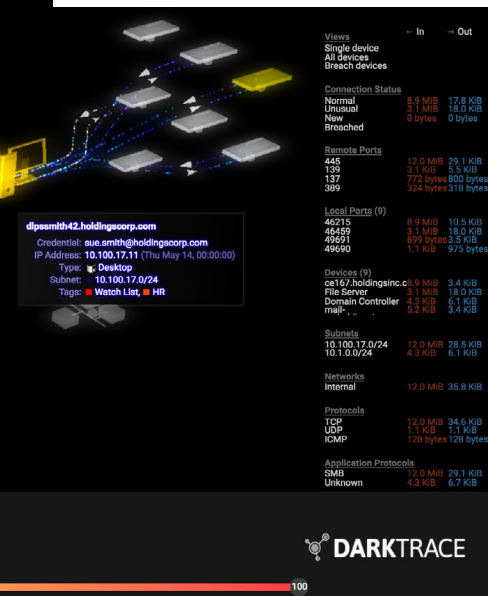 Views
← In → Out
Single device
All devices
Breach devices
Connection Status
Normal 8.9 MiB 17.8 KiB
Unusual 3.1 MiB 18.0 KiB
New 0 bytes 0 bytes
Breached
Remote Ports
445 12.0 MiB 29.1 KiB
139 3.1 KiB 5.5 KiB
137 772 bytes 800 bytes
389 324 bytes 318 bytes
Local Ports (9)
46215 8.9 MiB 10.5 KiB
46459 3.1 MiB 18.0 KiB
49691 899 bytes 3.5 KiB
49690 1.1 KiB 975 bytes
Devices (9)
ce167.holdingsinc.c 8.9 MiB 3.4 KiB
File Server 3.1 MiB 18.0 KiB
Domain Controller 4.3 KiB 6.1 KiB
mail- 5.2 KiB 3.4 KiB
Subnets
10.100.17.0/24 12.0 MiB 28.5 KiB
10.1.0.0/24 4.3 KiB 6.1 KiB
Networks
Internal 12.0 MiB 35.8 KiB
Protocols
TCP 12.0 MiB 34.6 KiB
UDP 1.1 KiB 1.1 KiB
ICMP 128 bytes 128 bytes
Application Protocols
SMB 12.0 MiB 29.1 KiB
Unknown 4.3 KiB 6.7 KiB
dlpssmith42.holdingscorp.com
Credential: sue.smith@holdingscorp.com
IP Address: 10.100.17.11 (Thu May 14, 00:00:00)
Type: Desktop
Subnet: 10.100.17.0/24
Tags: Watch List, HR
DARKTRACE
100